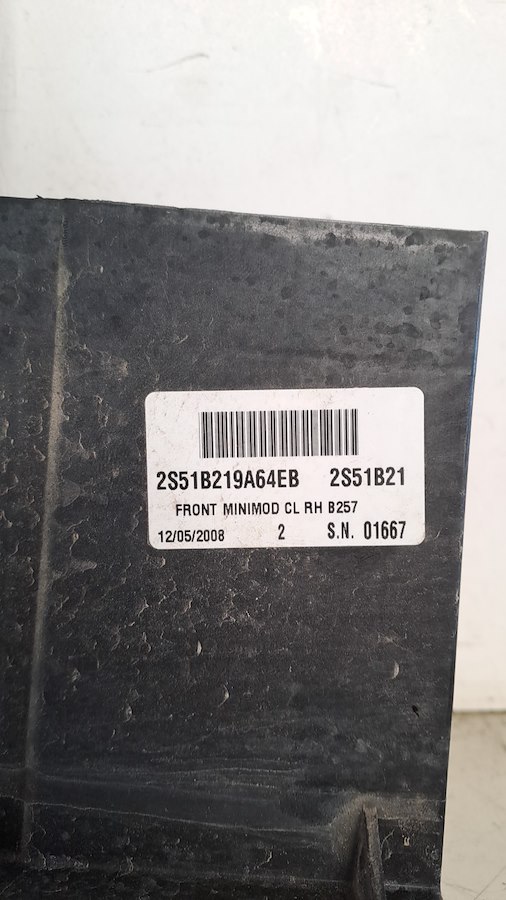 2S51B219A64EB 2S51B21
FRONT MINIMOD CL RH B257
12/05/2008 2 S.N. 01667